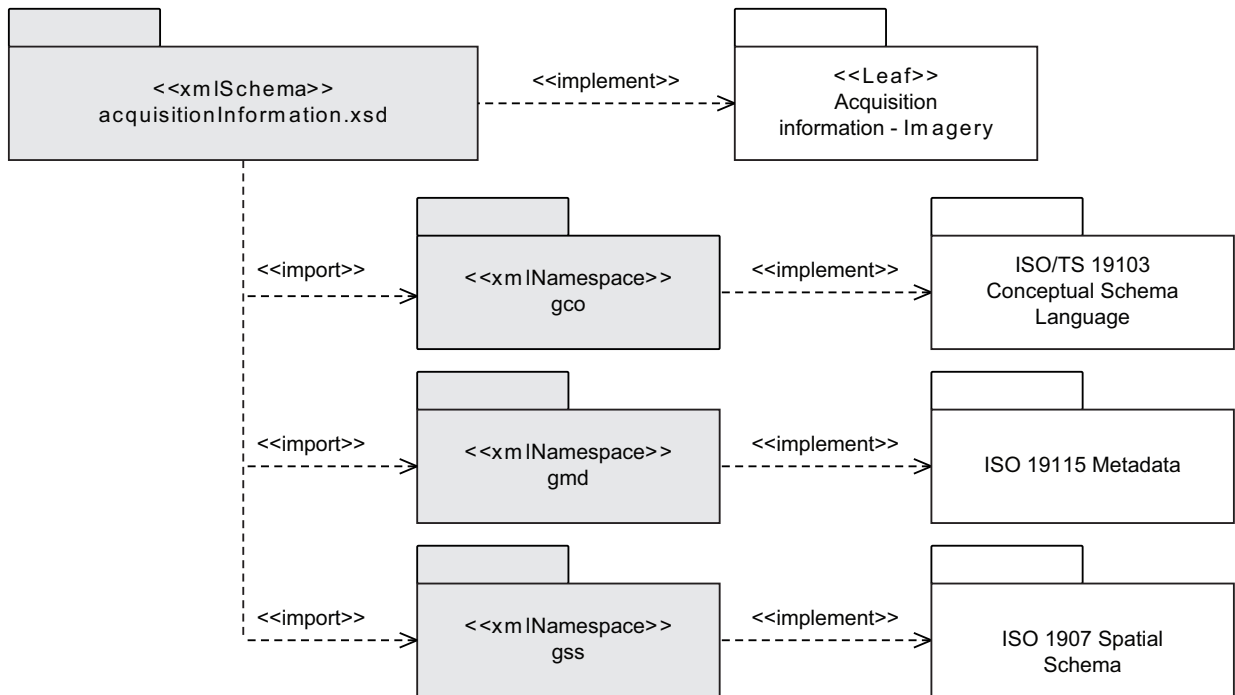 <<xmlSchema>>
acquisitionInformation.xsd
<<implement>>
<<Leaf>>
Acquisition
information - Imagery
<<import>>
<<xmlNamespace>>
gco
<<implement>>
ISO/TS 19103
Conceptual Schema
Language
<<import>>
<<xmlNamespace>>
gmd
<<implement>>
ISO 19115 Metadata
<<import>>
<<xmlNamespace>>
gss
<<implement>>
ISO 1907 Spatial
Schema